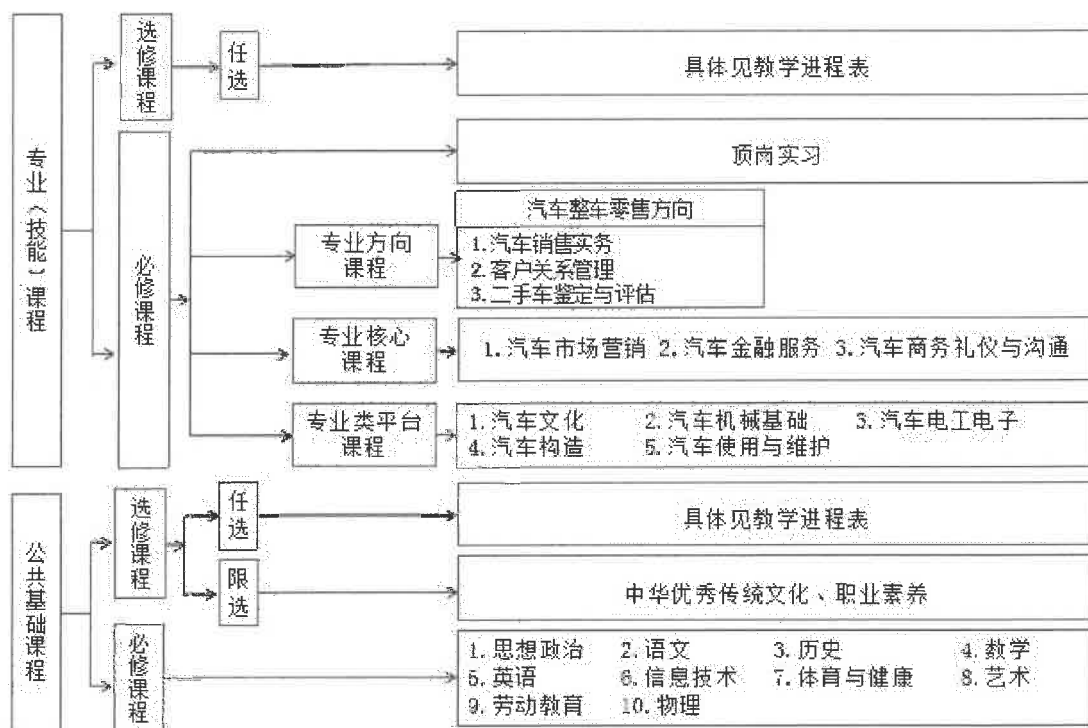 专业（技能）课程
选修课程
任选
具体见教学进程表
必修课程
顶岗实习
专业方向
课程
汽车整车零售方向
1.汽车销售实务
2.客户关系管理
3.二手车鉴定与评估
专业核心
课程
1.汽车市场营销 2.汽车金融服务 3.汽车商务礼仪与沟通
专业类平台
课程
1.汽车文化 2.汽车机械基础 3.汽车电工电子
4.汽车构造 5.汽车使用与维护
公共基础课程
选修课程
任选
具体见教学进程表
限选
中华优秀传统文化、职业素养
必修课程
1.思想政治 2.语文 3.历史 4.数学
5.英语 6.信息技术 7.体育与健康 8.艺术
9.劳动教育 10.物理